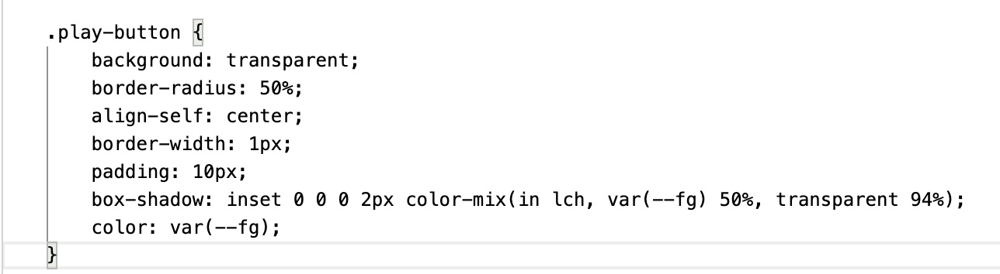 .play-button {
    background: transparent;
    border-radius: 50%;
    align-self: center;
    border-width: 1px;
    padding: 10px;
    box-shadow: inset 0 0 0 2px color-mix(in lch, var(--fg) 50%, transparent 94%);
    color: var(--fg);
}